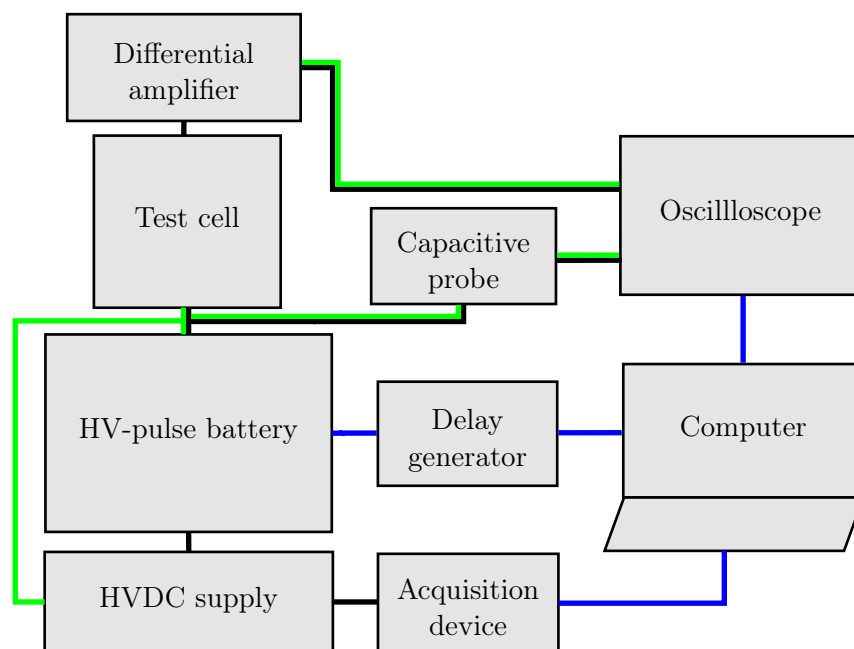 Differential
amplifier
Test cell
Oscillloscope
Capacitive
probe
HV-pulse battery
Delay
generator
Computer
HVDC supply
Acquisition
device